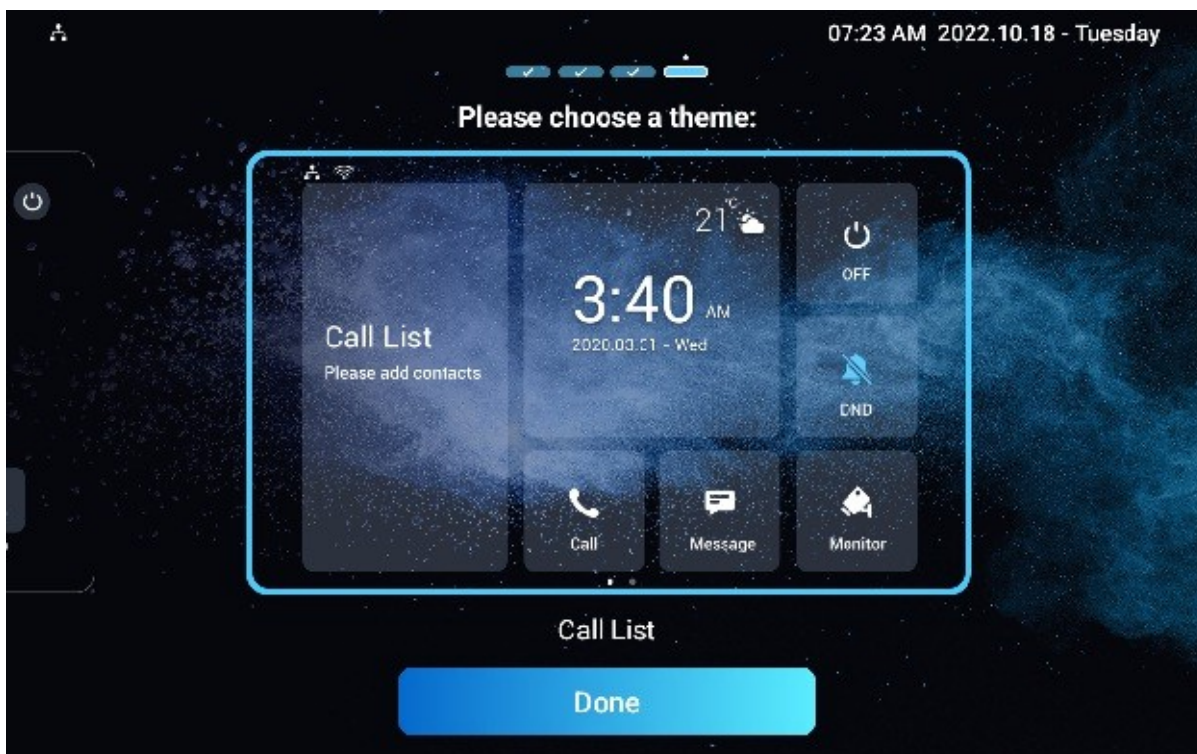 07:23 AM 2022.10.18 - Tuesday
Please choose a theme:
21°C
3:40 AM
2020.03.01 - Wed
OFF
Call List
Please add contacts
DND
Call
Message
Monitor
Call List
Done